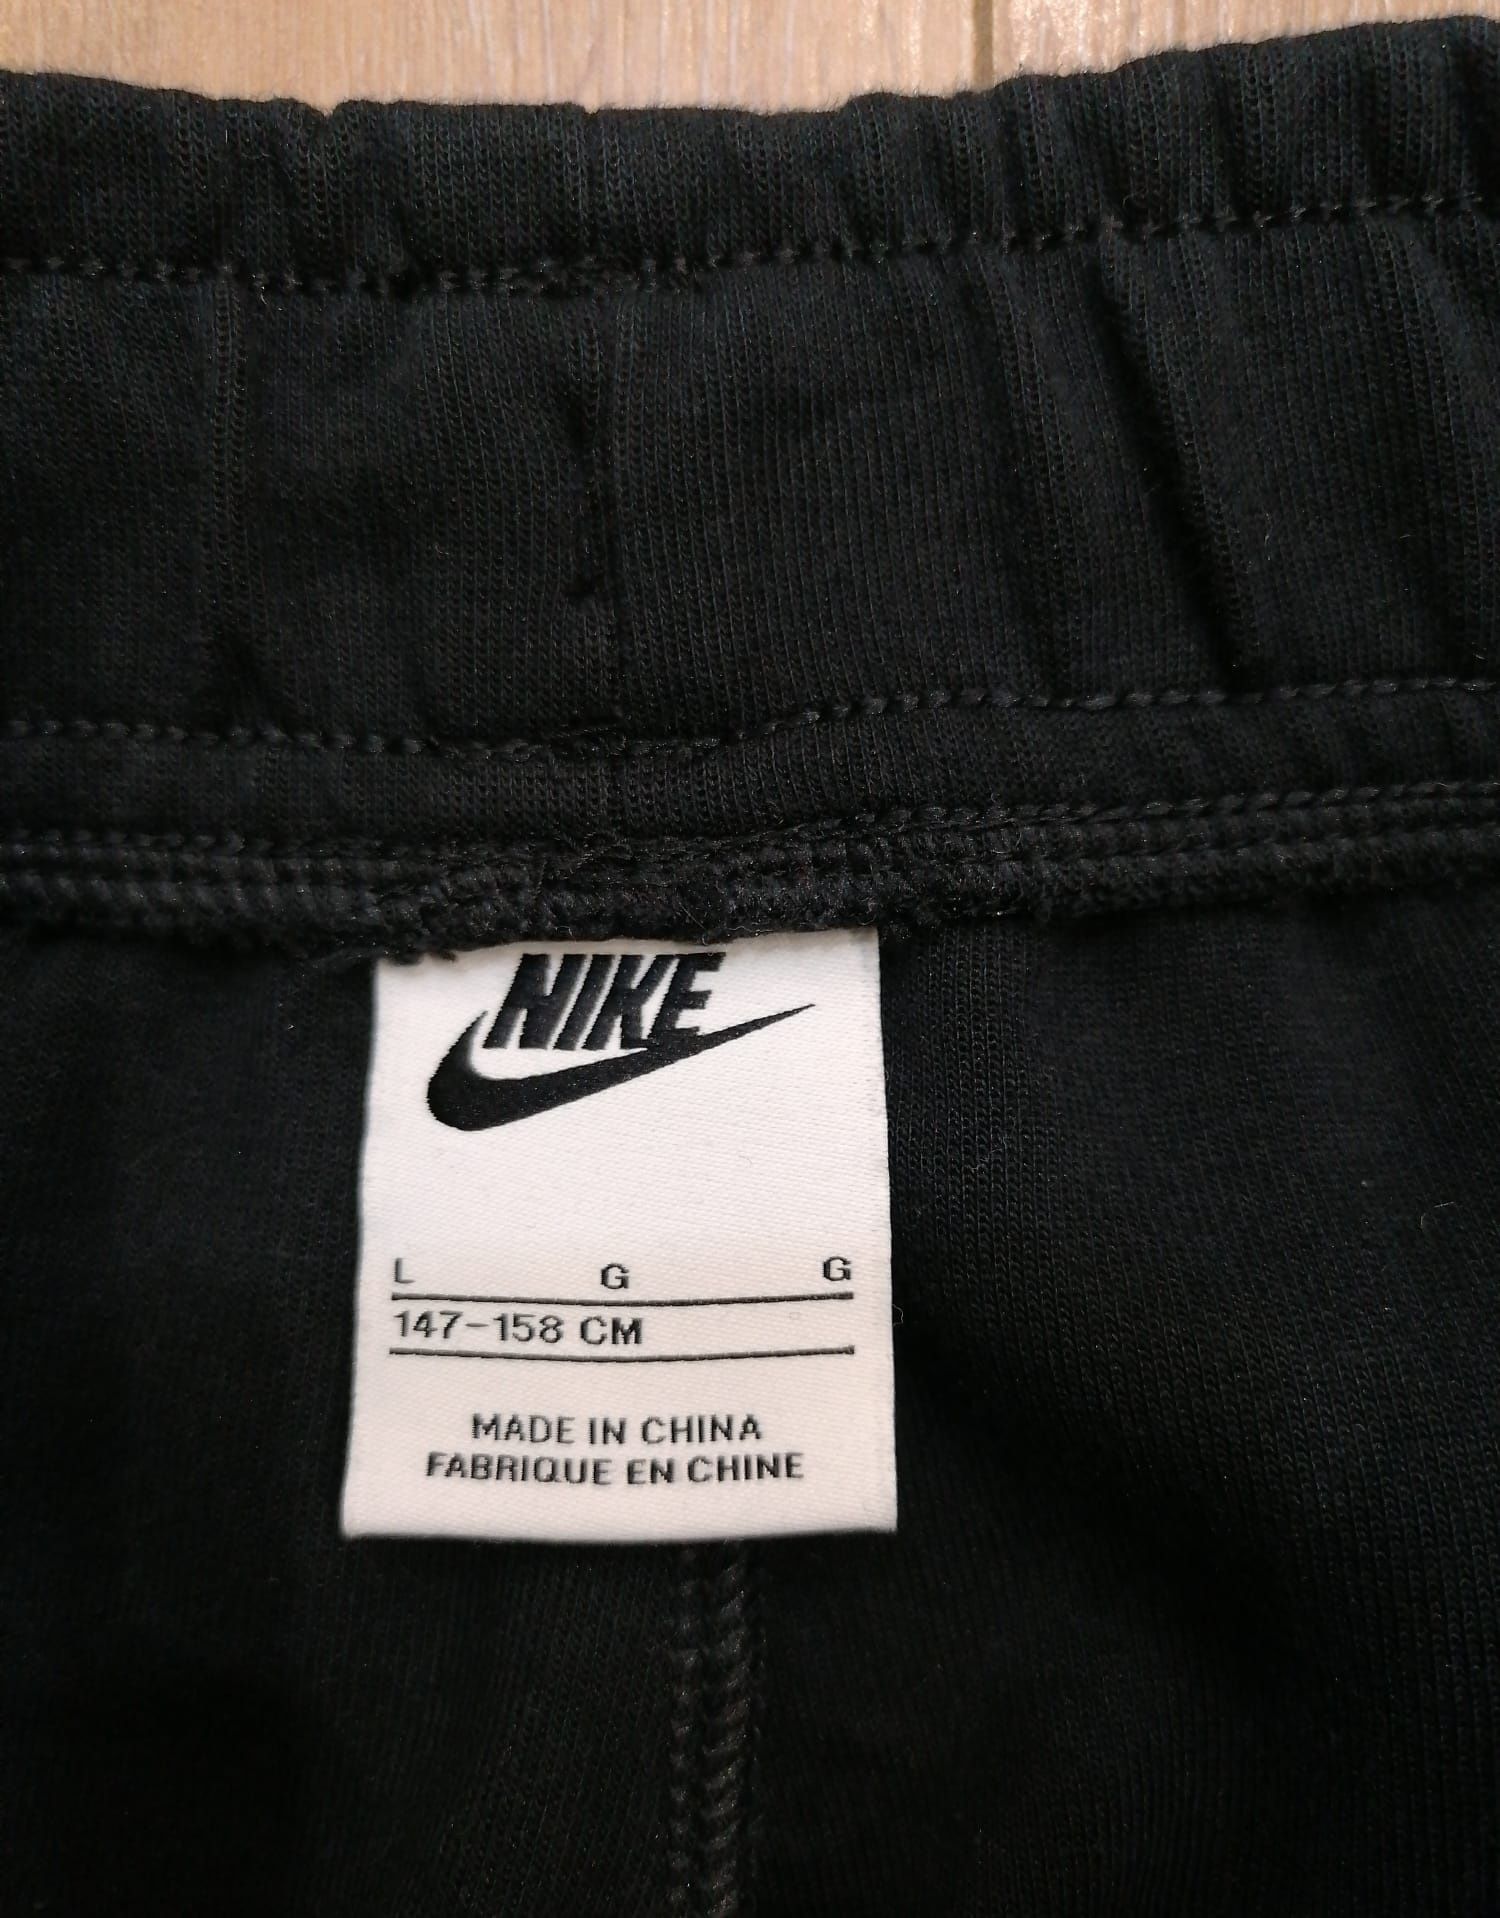 NIKE
L G G
147-158 CM
MADE IN CHINA
FABRIQUE EN CHINE